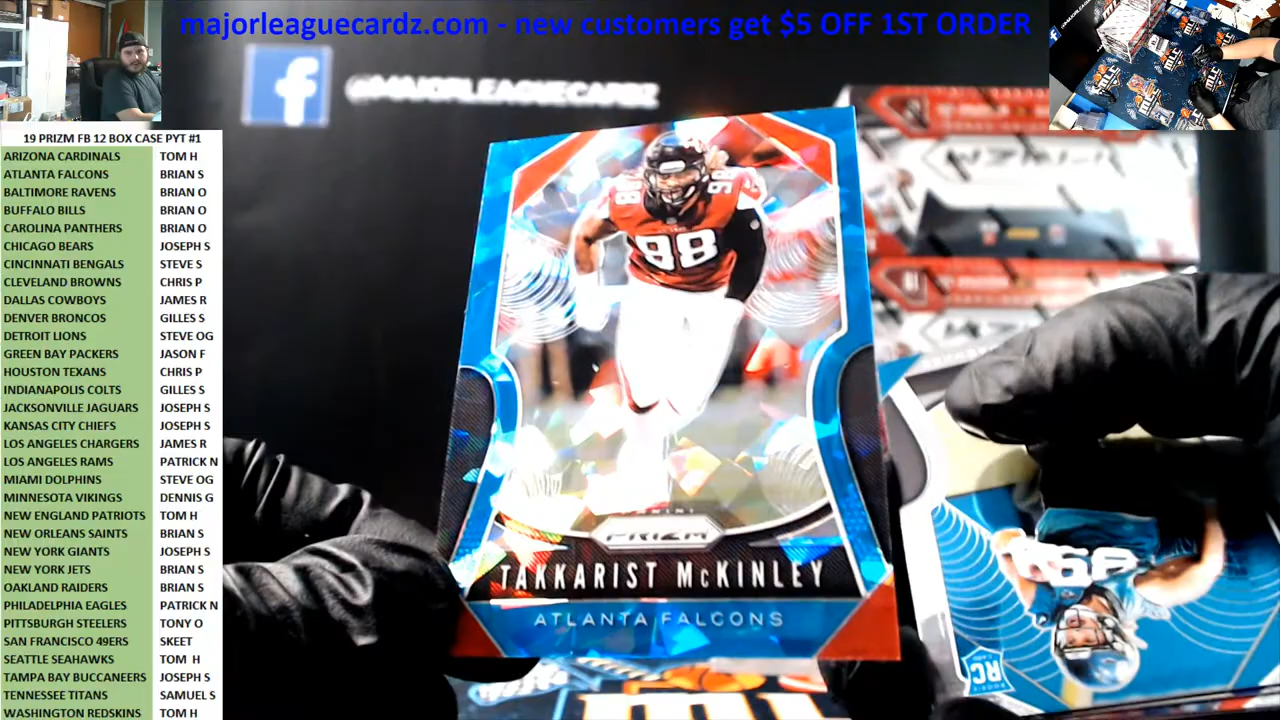 majorleaguecardz.com - new customers get $5 OFF 1ST ORDER
f @MAJORLEAGUECARDZ
19 PRIZM FB 12 BOX CASE PYT #1
ARIZONA CARDINALS TOM H
ATLANTA FALCONS BRIAN S
BALTIMORE RAVENS BRIAN O
BUFFALO BILLS BRIAN O
CAROLINA PANTHERS BRIAN O
CHICAGO BEARS JOSEPH S
CINCINNATI BENGALS STEVE S
CLEVELAND BROWNS CHRIS P
DALLAS COWBOYS JAMES R
DENVER BRONCOS GILLES S
DETROIT LIONS STEVE OG
GREEN BAY PACKERS JASON F
HOUSTON TEXANS CHRIS P
INDIANAPOLIS COLTS GILLES S
JACKSONVILLE JAGUARS JOSEPH S
KANSAS CITY CHIEFS JOSEPH S
LOS ANGELES CHARGERS JAMES R
LOS ANGELES RAMS PATRICK N
MIAMI DOLPHINS STEVE OG
MINNESOTA VIKINGS DENNIS G
NEW ENGLAND PATRIOTS TOM H
NEW ORLEANS SAINTS BRIAN S
NEW YORK GIANTS JOSEPH S
NEW YORK JETS BRIAN S
OAKLAND RAIDERS BRIAN S
PHILADELPHIA EAGLES PATRICK N
PITTSBURGH STEELERS TONY O
SAN FRANCISCO 49ERS SKEET
SEATTLE SEAHAWKS TOM H
TAMPA BAY BUCCANEERS JOSEPH S
TENNESSEE TITANS SAMUEL S
WASHINGTON REDSKINS TOM H
98
98
98
PANINI
PRIZM
TAKKARIST McKINLEY
ATLANTA FALCONS
RC